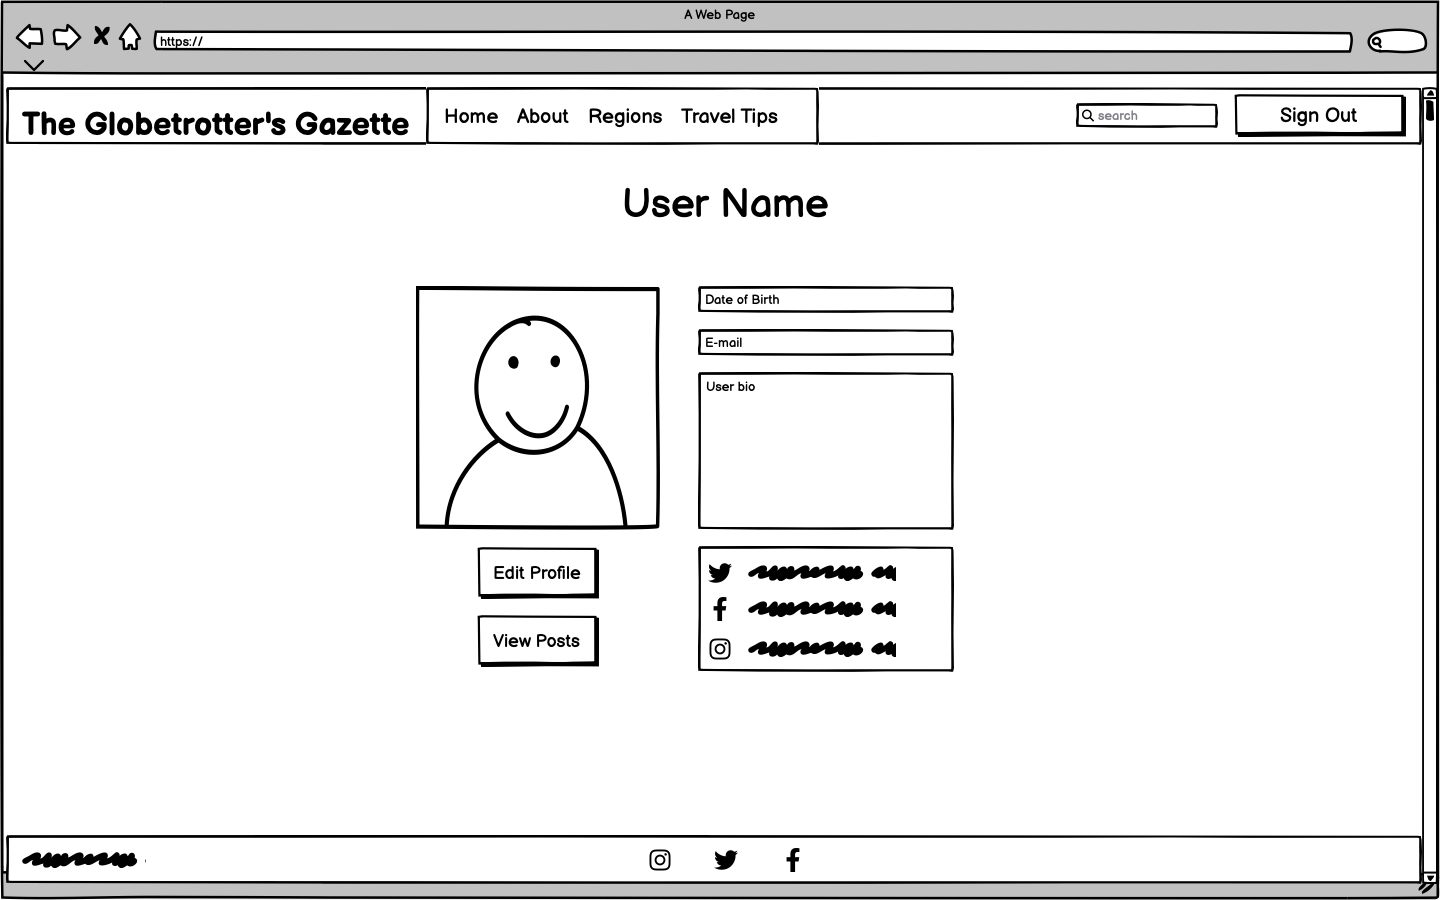 A Web Page
https://
The Globetrotter's Gazette
Home About Regions Travel Tips
search
Sign Out
User Name
Date of Birth
E-mail
User bio
Edit Profile
View Posts